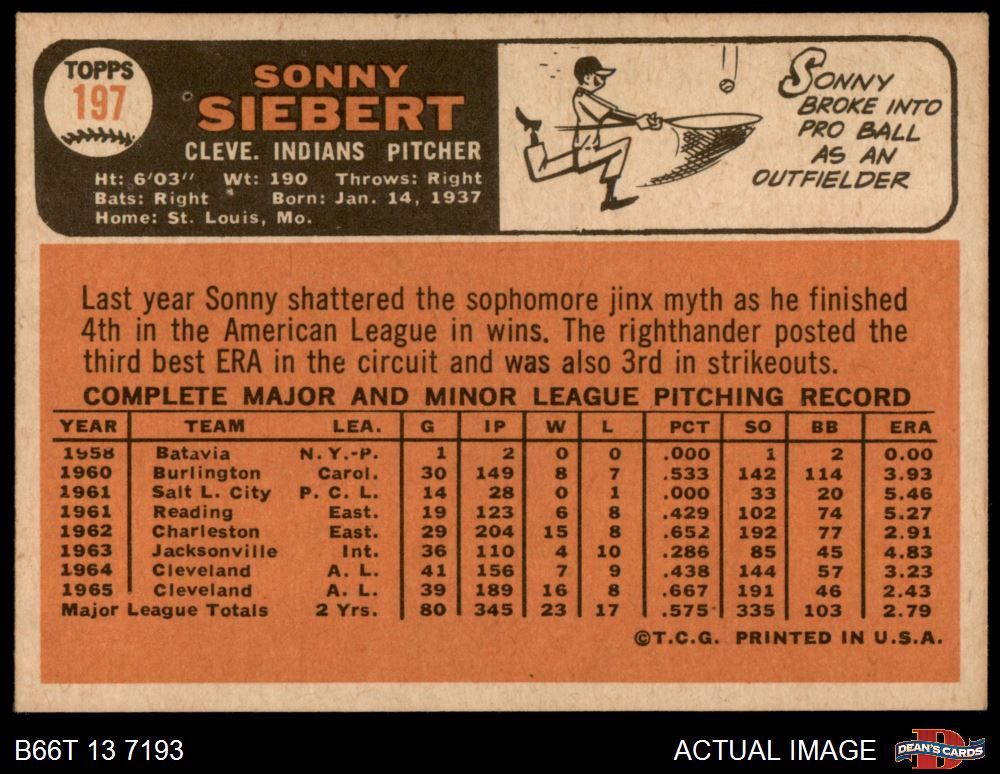 TOPPS
197
SONNY
SIEBERT
CLEVE. INDIANS PITCHER
Ht: 6'03" Wt: 190 Throws: Right
Bats: Right Born: Jan. 14, 1937
Home: St. Louis, Mo.
SONNY
BROKE INTO
PRO BALL
AS AN
OUTFIELDER
Last year Sonny shattered the sophomore jinx myth as he finished
4th in the American League in wins. The righthander posted the
third best ERA in the circuit and was also 3rd in strikeouts.
COMPLETE MAJOR AND MINOR LEAGUE PITCHING RECORD
YEAR TEAM LEA. G IP W L PCT SO BB ERA
1958 Batavia N.Y.-P. 1 2 0 0 .000 1 2 0.00
1960 Burlington Carol. 30 149 8 7 .533 142 114 3.93
1961 Salt L. City P. C. L. 14 28 0 1 .000 33 20 5.46
1961 Reading East. 19 123 6 8 .429 102 74 5.27
1962 Charleston East. 29 204 15 8 .652 192 77 2.91
1963 Jacksonville Int. 36 110 4 10 .286 85 45 4.83
1964 Cleveland A. L. 41 156 7 9 .438 144 57 3.23
1965 Cleveland A. L. 39 189 16 8 .667 191 46 2.43
Major League Totals 2 Yrs. 80 345 23 17 .575 335 103 2.79
©T.C.G. PRINTED IN U.S.A.
B66T 13 7193
ACTUAL IMAGE
D
DEAN'S CARDS